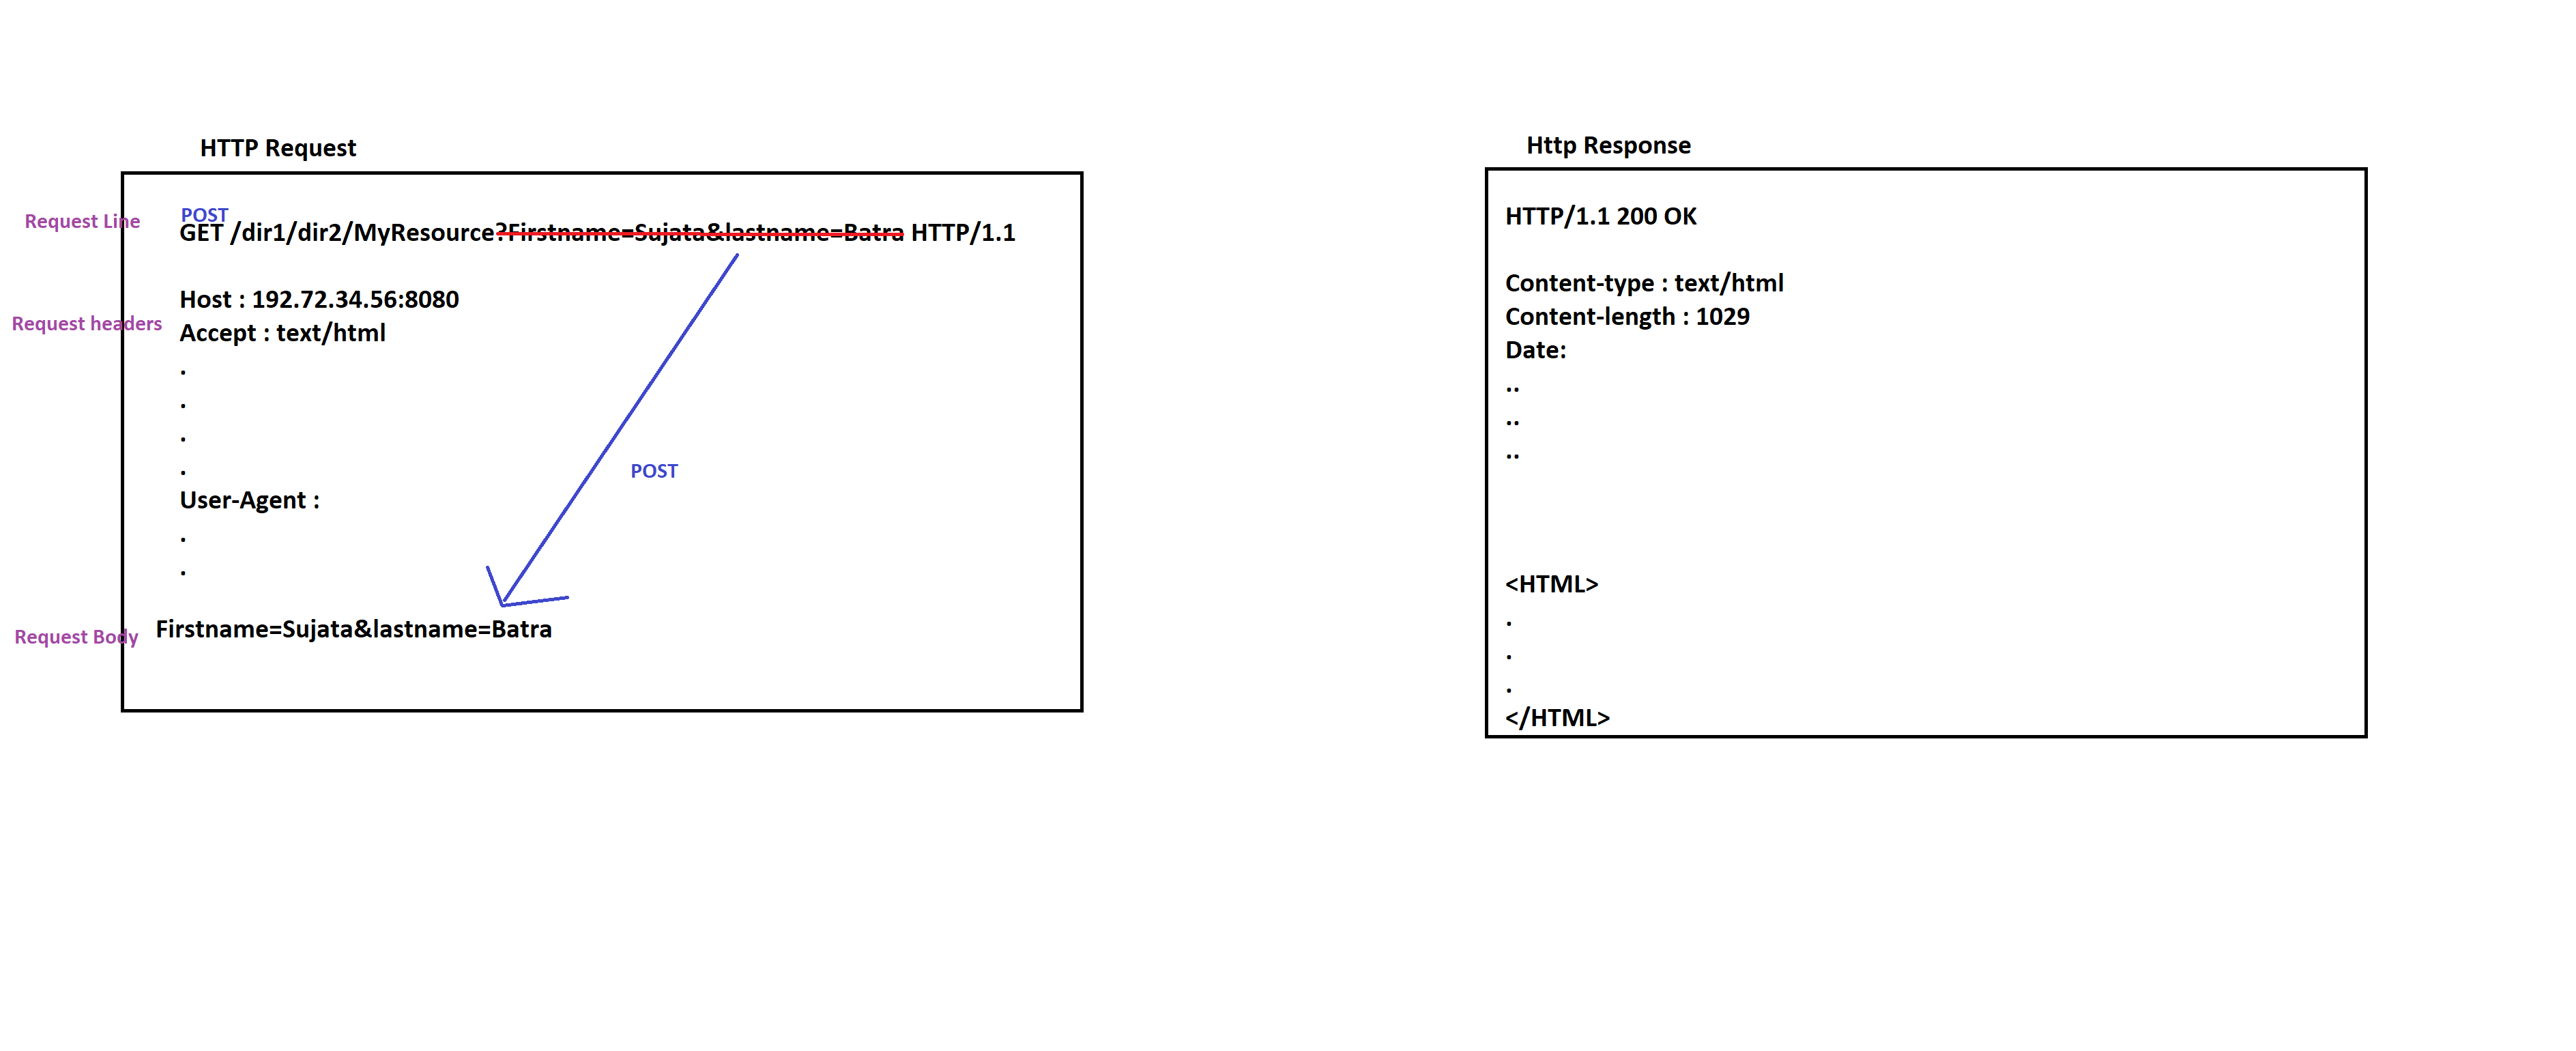 HTTP Request
Request Line
POST
GET /dir1/dir2/MyResource?Firstname=Sujata&lastname=Batra HTTP/1.1
Host : 192.72.34.56:8080
Request headers
Accept : text/html
.
.
.
.
POST
User-Agent :
.
.
Request Body
Firstname=Sujata&lastname=Batra
Http Response
HTTP/1.1 200 OK
Content-type : text/html
Content-length : 1029
Date:
..
..
..
<HTML>
.
.
.
</HTML>